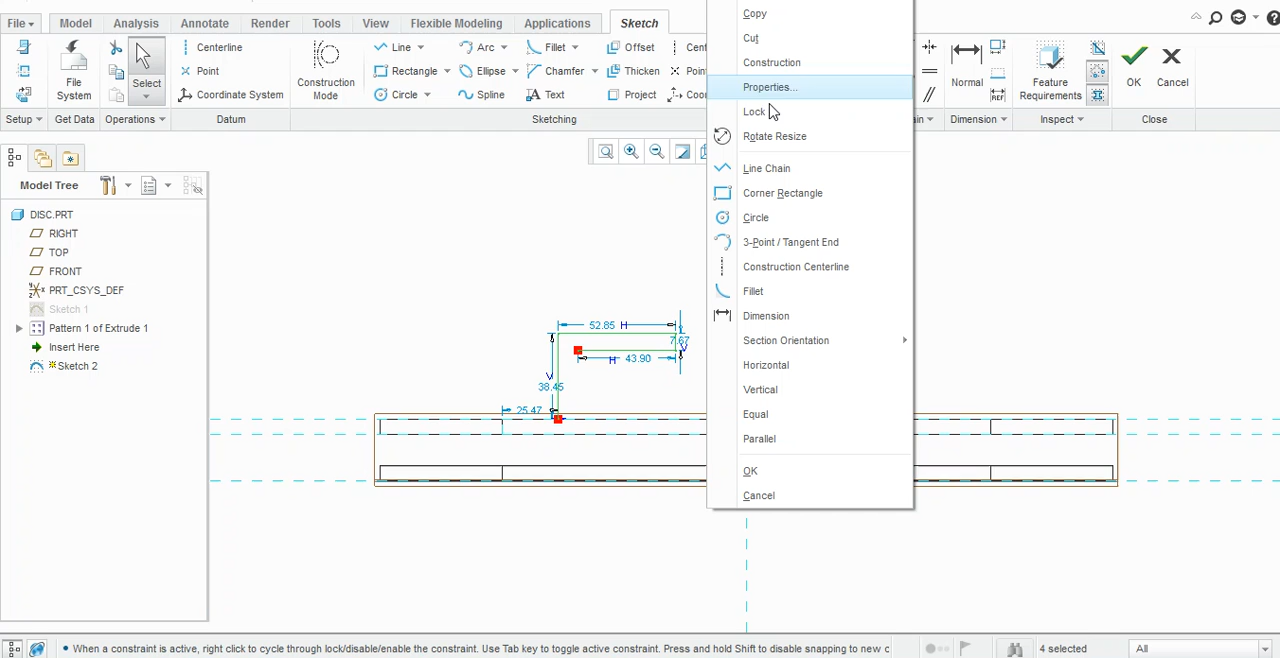 File
Model
Analysis
Annotate
Render
Tools
View
Flexible Modeling
Applications
Sketch
File
System
Select
Centerline
Point
Coordinate System
Construction
Mode
Line
Arc
Fillet
Offset
Cent
Rectangle
Ellipse
Chamfer
Thicken
Poin
Circle
Spline
Text
Project
Coo
Normal
REF
Feature
Requirements
OK
Cancel
Setup
Get Data
Operations
Datum
Sketching
ain
Dimension
Inspect
Close
Copy
Cut
Construction
Properties...
Lock
Rotate Resize
Line Chain
Corner Rectangle
Circle
3-Point / Tangent End
Construction Centerline
Fillet
Dimension
Section Orientation
Horizontal
Vertical
Equal
Parallel
OK
Cancel
Model Tree
DISC.PRT
RIGHT
TOP
FRONT
PRT_CSYS_DEF
Sketch 1
Pattern 1 of Extrude 1
Insert Here
Sketch 2
52.85 H
7.67
V
H 43.90
V
38.45
25.47
When a constraint is active, right click to cycle through lock/disable/enable the constraint. Use Tab key to toggle active constraint. Press and hold Shift to disable snapping to new c
4 selected
All